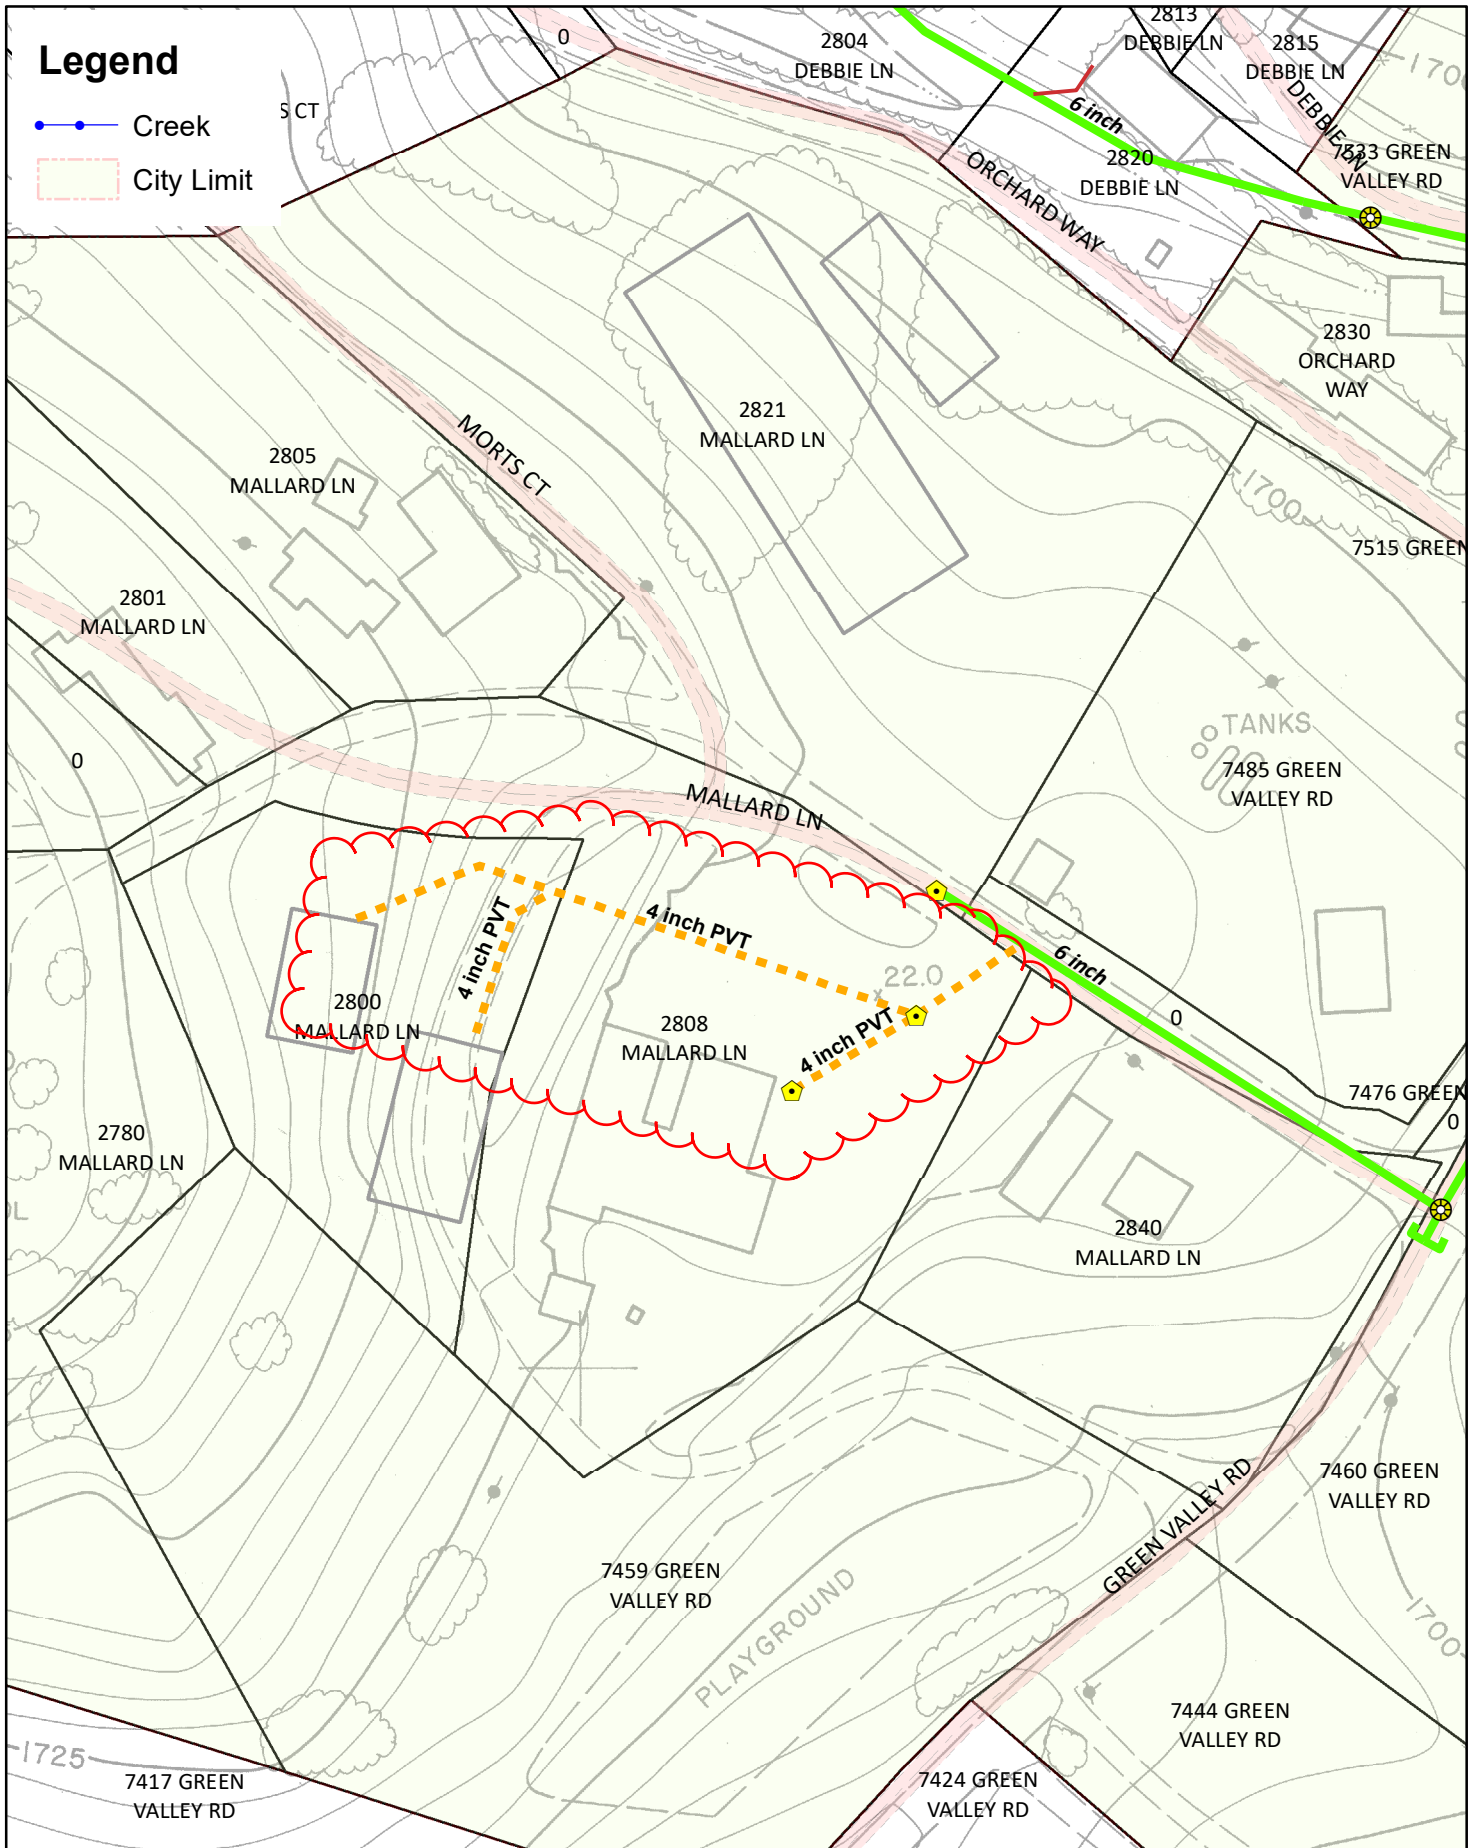 Legend
Creek
City Limit
S CT
0
2804
DEBBIE LN
2813
DEBBIE LN
2815
DEBBIE LN
1700
DEBBIE LN
6 inch
2820
DEBBIE LN
7533 GREEN
VALLEY RD
ORCHARD WAY
2830
ORCHARD
WAY
2821
MALLARD LN
MORTS CT
2805
MALLARD LN
1700
7515 GREEN
2801
MALLARD LN
TANKS
7485 GREEN
VALLEY RD
0
MALLARD LN
4 inch PVT
4 inch PVT
6 inch
22.0
x
2800
MALLARD LN
2808
MALLARD LN
4 inch PVT
0
7476 GREEN
0
2780
MALLARD LN
OL
2840
MALLARD LN
7460 GREEN
VALLEY RD
GREEN VALLEY RD
7459 GREEN
VALLEY RD
PLAYGROUND
1700
7444 GREEN
VALLEY RD
1725
7417 GREEN
VALLEY RD
7424 GREEN
VALLEY RD